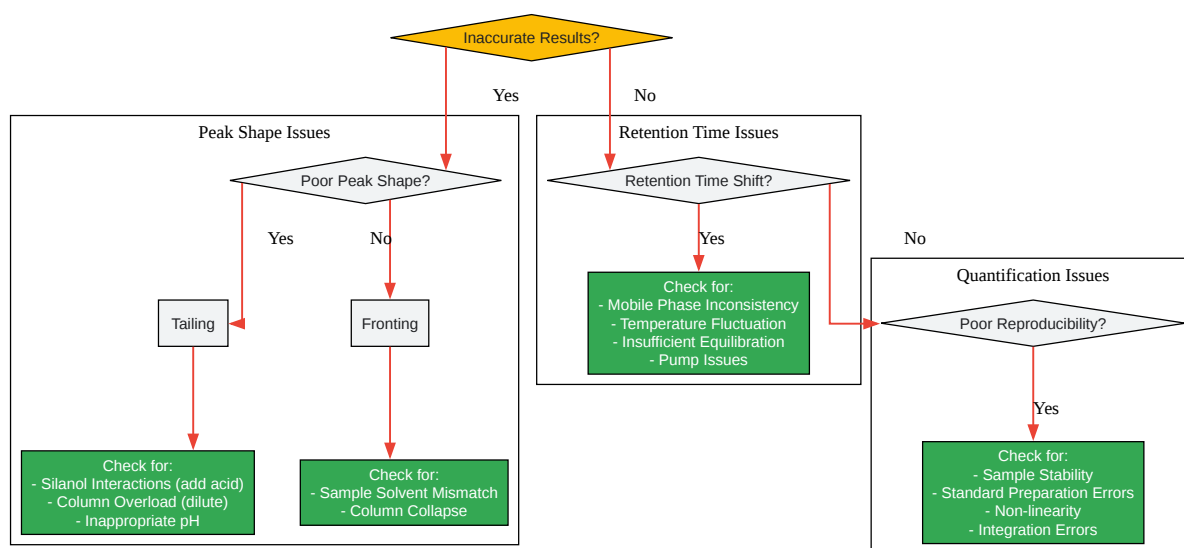 Inaccurate Results?
Yes
No
Peak Shape Issues
Poor Peak Shape?
Yes
No
Tailing
Fronting
Check for:
- Silanol Interactions (add acid)
- Column Overload (dilute)
- Inappropriate pH
Check for:
- Sample Solvent Mismatch
- Column Collapse
Retention Time Issues
Retention Time Shift?
Yes
No
Check for:
- Mobile Phase Inconsistency
- Temperature Fluctuation
- Insufficient Equilibration
- Pump Issues
Quantification Issues
Poor Reproducibility?
Yes
Check for:
- Sample Stability
- Standard Preparation Errors
- Non-linearity
- Integration Errors